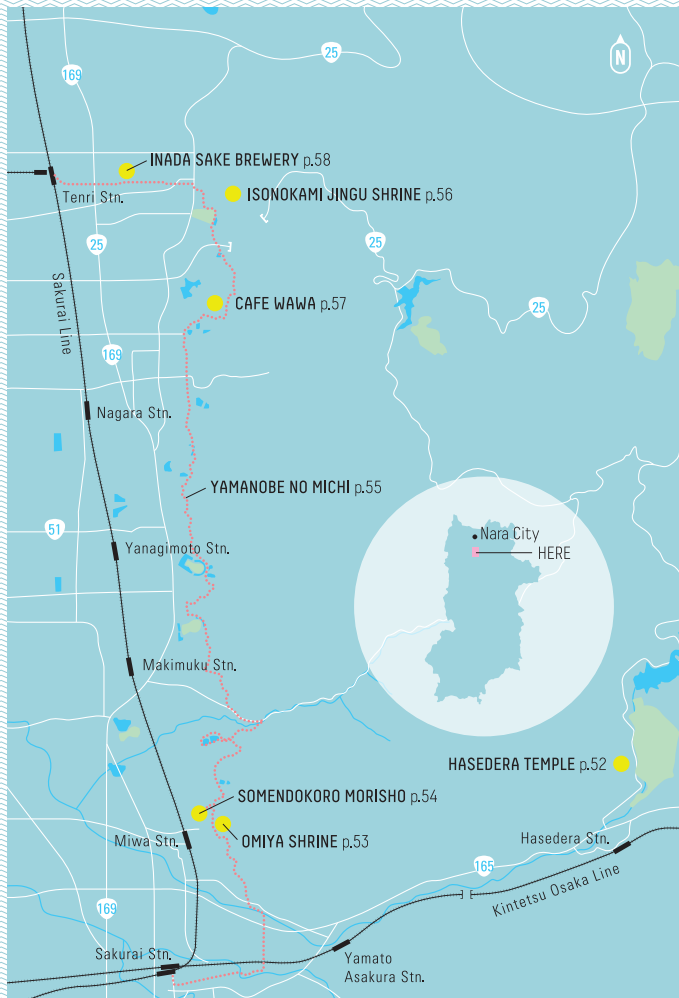 25
169
N
INADA SAKE BREWERY p.58
Tenri Stn.
ISONOKAMI JINGU SHRINE p.56
25
25
Sakurai Line
CAFE WAWA p.57
25
169
Nagara Stn.
YAMANOBE NO MICHI p.55
51
Nara City
HERE
Yanagimoto Stn.
Makimuku Stn.
HASEDERA TEMPLE p.52
SOMENDOKORO MORISHO p.54
OMIYA SHRINE p.53
Miwa Stn.
Hasedera Stn.
165
Kintetsu Osaka Line
169
Sakurai Stn.
Yamato
Asakura Stn.